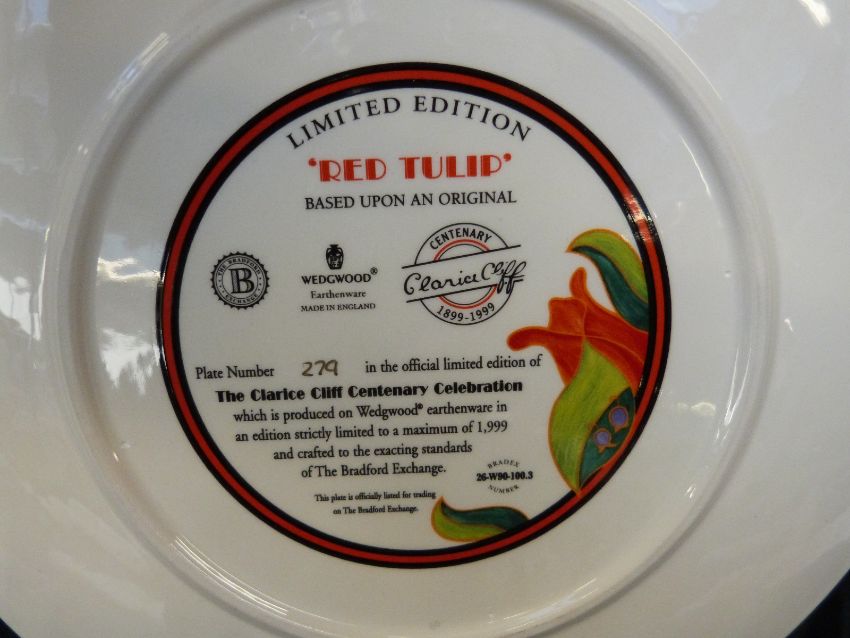 LIMITED EDITION
'RED TULIP'
BASED UPON AN ORIGINAL
THE BRADFORD
B
EXCHANGE
WEDGWOOD®
Earthenware
MADE IN ENGLAND
CENTENARY
Clarice Cliff
1899-1999
Plate Number 279 in the official limited edition of
The Clarice Cliff Centenary Celebration
which is produced on Wedgwood® earthenware in
an edition strictly limited to a maximum of 1,999
and crafted to the exacting standards
of The Bradford Exchange.
BRADEX
26-W90-100.3
NUMBER
This plate is officially listed for trading
on The Bradford Exchange.